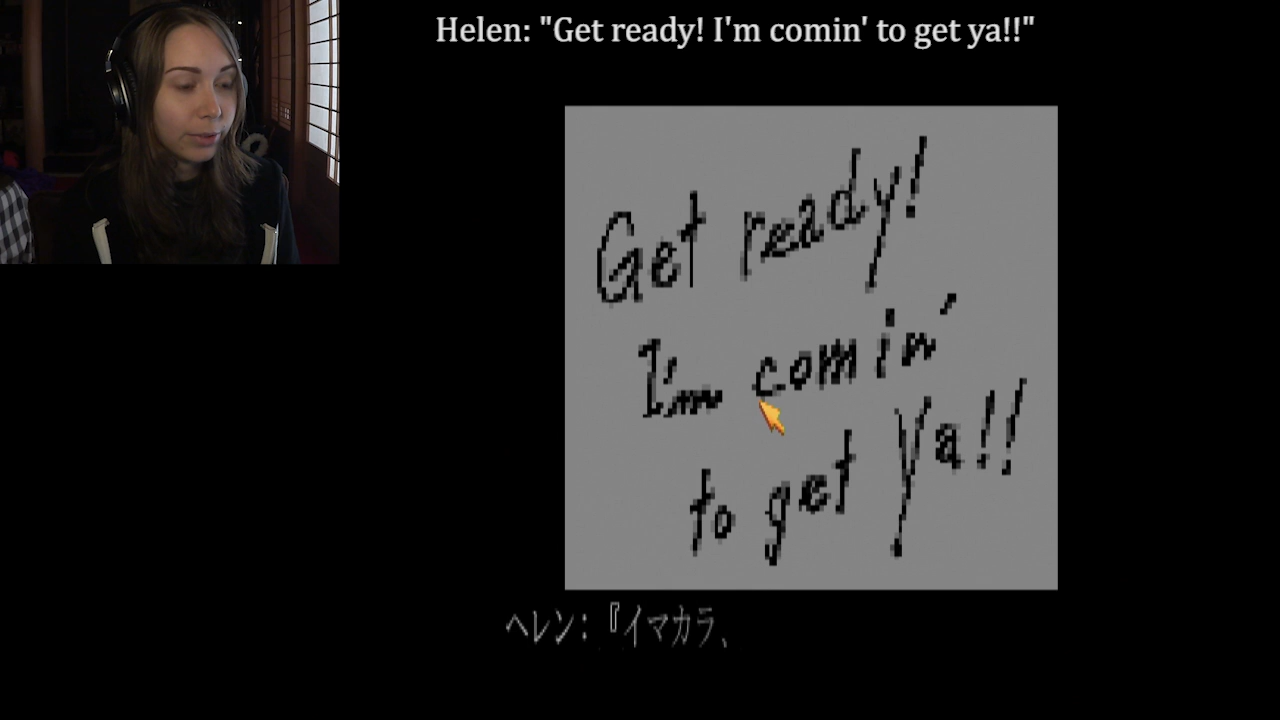 Helen: "Get ready! I'm comin' to get ya!!"
Get ready!
I'm comin'
to get ya!!
ヘレン:『イマカラ、